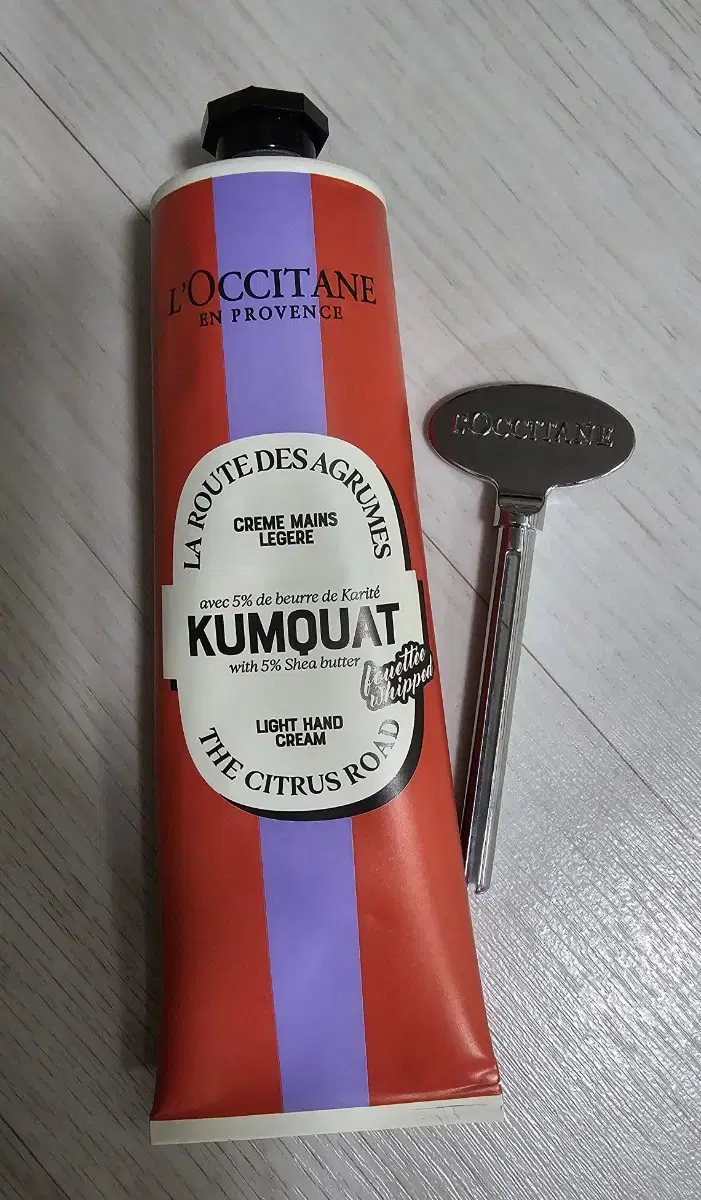 L'OCCITANE
EN PROVENCE
LA ROUTE DES AGRUMES
CREME MAINS
LEGERE
avec 5% de beurre de Karité
KUMQUAT
with 5% Shea butter
fouettée
whipped
LIGHT HAND
CREAM
THE CITRUS ROAD
L'OCCITANE